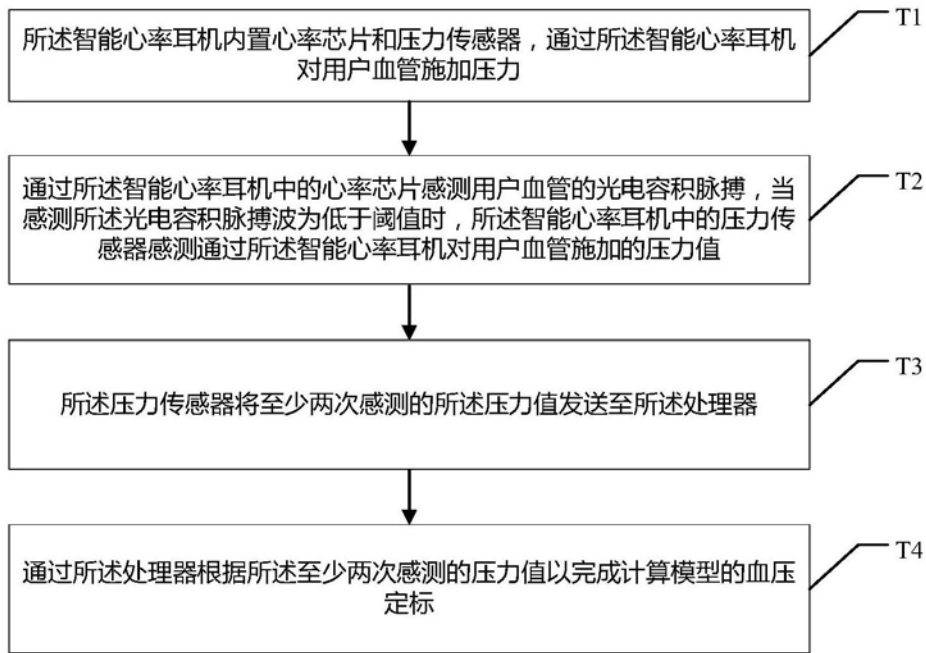 所述智能心率耳机内置心率芯片和压力传感器，通过所述智能心率耳机
对用户血管施加压力
T1
通过所述智能心率耳机中的心率芯片感测用户血管的光电容积脉搏，当
感测所述光电容积脉搏波为低于阈值时，所述智能心率耳机中的压力传
感器感测通过所述智能心率耳机对用户血管施加的压力值
T2
所述压力传感器将至少两次感测的所述压力值发送至所述处理器
T3
通过所述处理器根据所述至少两次感测的压力值以完成计算模型的血压
定标
T4